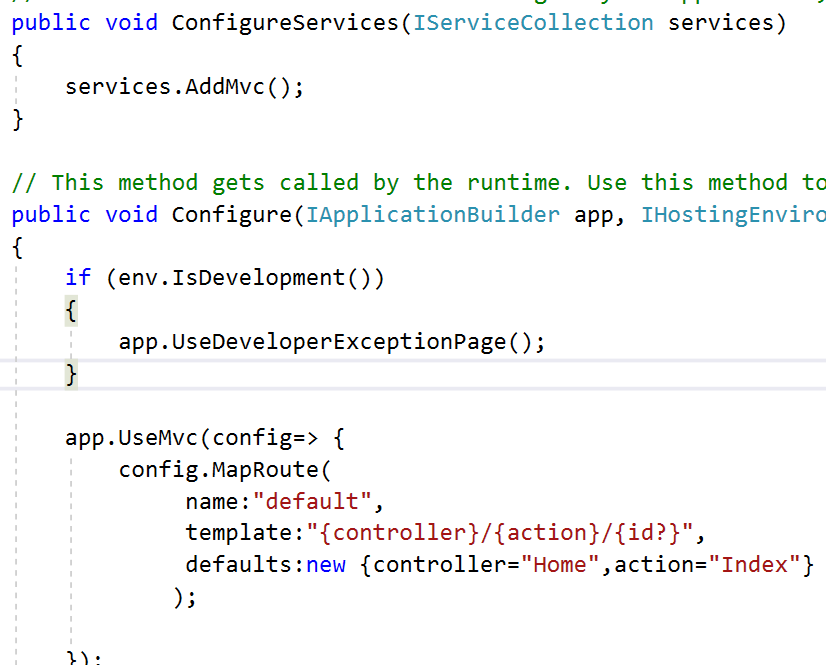 public void ConfigureServices(IServiceCollection services)
{
services.AddMvc();
}
// This method gets called by the runtime. Use this method to
public void Configure(IApplicationBuilder app,
{
if (env.IsDevelopment())
{
app.UseDeveloperExceptionPage();
}
app.UseMvc(config=> {
config.MapRoute(
name:"default",
template:"{controller}/{action}/{id?}",
defaults:new {controller="Home",action="Index"}
);
});